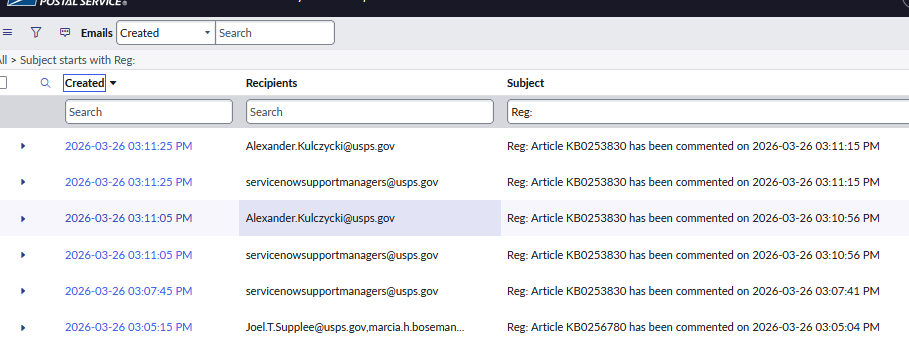 POSTAL SERVICE®
Emails Created Search
All > Subject starts with Reg:
Created Recipients Subject
Search Search Reg:
2026-03-26 03:11:25 PM Alexander.Kulczycki@usps.gov Reg: Article KB0253830 has been commented on 2026-03-26 03:11:15 PM
2026-03-26 03:11:25 PM servicenowsupportmanagers@usps.gov Reg: Article KB0253830 has been commented on 2026-03-26 03:11:15 PM
2026-03-26 03:11:05 PM Alexander.Kulczycki@usps.gov Reg: Article KB0253830 has been commented on 2026-03-26 03:10:56 PM
2026-03-26 03:11:05 PM servicenowsupportmanagers@usps.gov Reg: Article KB0253830 has been commented on 2026-03-26 03:10:56 PM
2026-03-26 03:07:45 PM servicenowsupportmanagers@usps.gov Reg: Article KB0253830 has been commented on 2026-03-26 03:07:41 PM
2026-03-26 03:05:15 PM Joel.T.Supplee@usps.gov,marcia.h.boseman... Reg: Article KB0256780 has been commented on 2026-03-26 03:05:04 PM